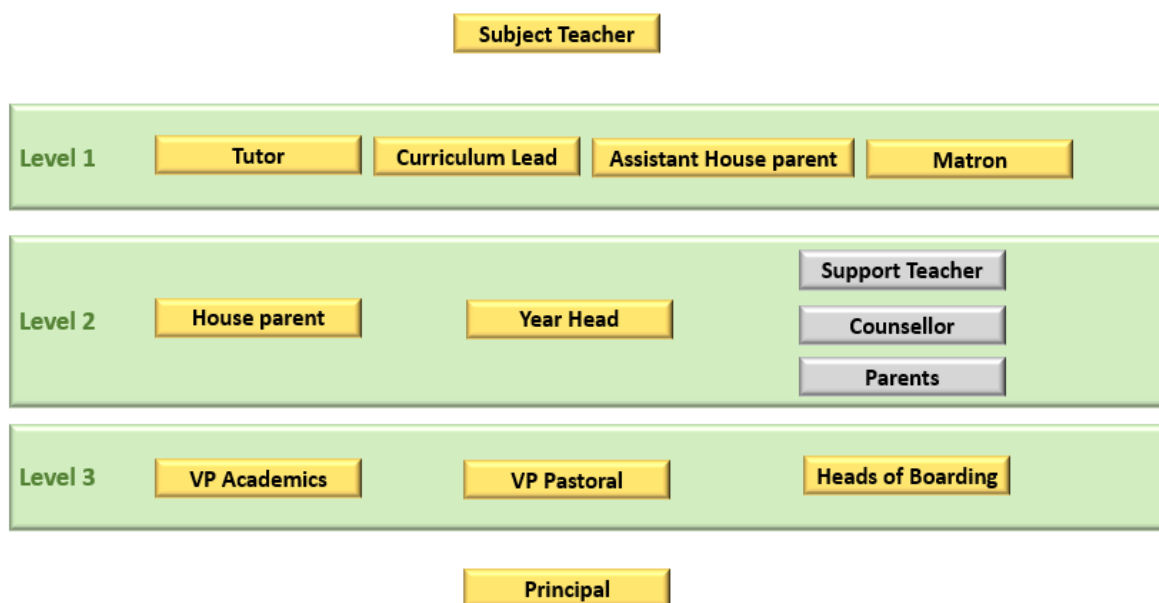 Subject Teacher
Level 1
Tutor
Curriculum Lead
Assistant House parent
Matron
Level 2
House parent
Year Head
Support Teacher
Counsellor
Parents
Level 3
VP Academics
VP Pastoral
Heads of Boarding
Principal